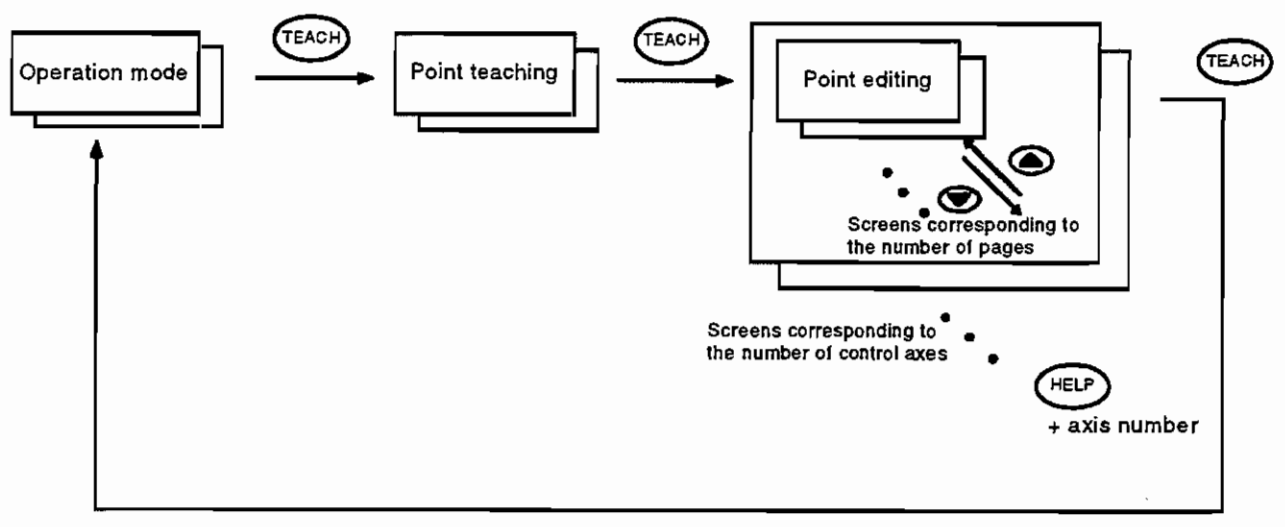 TEACH
TEACH
TEACH
Operation mode
Point teaching
Point editing
Screens corresponding to
the number of pages
Screens corresponding to
the number of control axes
HELP
+ axis number